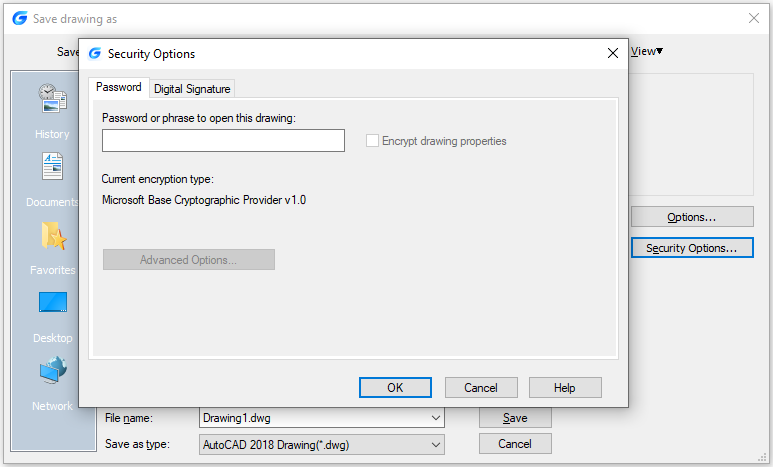 Save drawing as
Save
View▾
Security Options
Password
Digital Signature
Password or phrase to open this drawing:
Encrypt drawing properties
Current encryption type:
Microsoft Base Cryptographic Provider v1.0
Advanced Options...
OK
Cancel
Help
History
Documents
Favorites
Desktop
Network
Options...
Security Options...
File name:
Drawing1.dwg
Save
Save as type:
AutoCAD 2018 Drawing(*.dwg)
Cancel